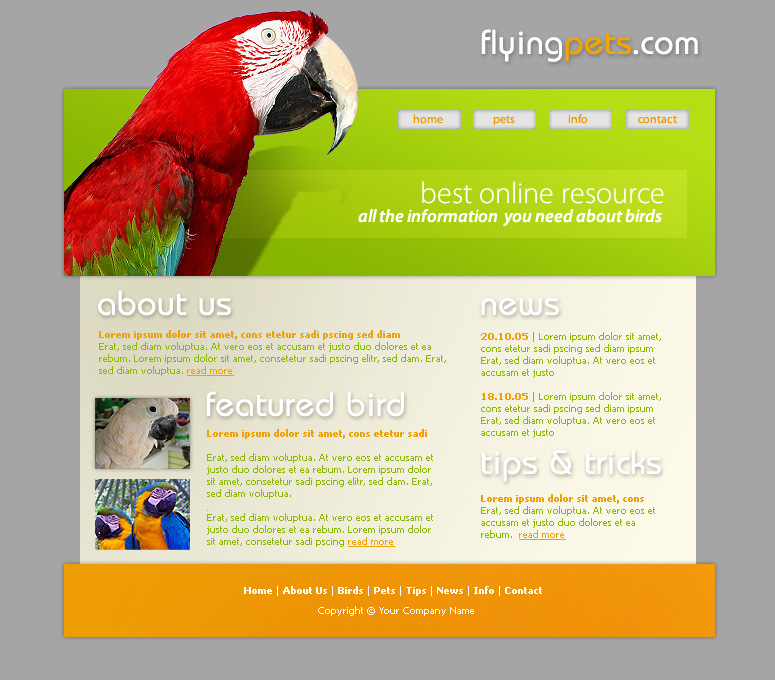 flyingpets.com
home pets info contact
best online resource
all the information you need about birds
about us
Lorem ipsum dolor sit amet, cons etetur sadi pscing sed diam
Erat, sed diam voluptua. At vero eos et accusam et justo duo dolores et ea
rebum. Lorem ipsum dolor sit amet, consetetur sadi pscing elitr, sed dam. Erat,
sed diam voluptua. read more
featured bird
Lorem ipsum dolor sit amet, cons etetur sadi
Erat, sed diam voluptua. At vero eos et accusam et
justo duo dolores et ea rebum. Lorem ipsum dolor
sit amet, consetetur sadi pscing elitr, sed dam. Erat,
sed diam voluptua.
Erat, sed diam voluptua. At vero eos et accusam et
justo duo dolores et ea rebum. Lorem ipsum dolor
sit amet, consetetur sadi pscing read more
news
20.10.05 | Lorem ipsum dolor sit amet,
cons etetur sadi pscing sed diam ipsum
Erat, sed diam voluptua. At vero eos et
accusam et justo
18.10.05 | Lorem ipsum dolor sit amet,
cons etetur sadi pscing sed diam ipsum
Erat, sed diam voluptua. At vero eos et
accusam et justo
tips & tricks
Lorem ipsum dolor sit amet, cons
Erat, sed diam voluptua. At vero eos et
accusam et justo duo dolores et ea
rebum. read more
Home | About Us | Birds | Pets | Tips | News | Info | Contact
Copyright © Your Company Name